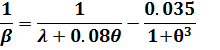 1/β = 1/(λ+0.08θ) − 0.035/(1+θ³)